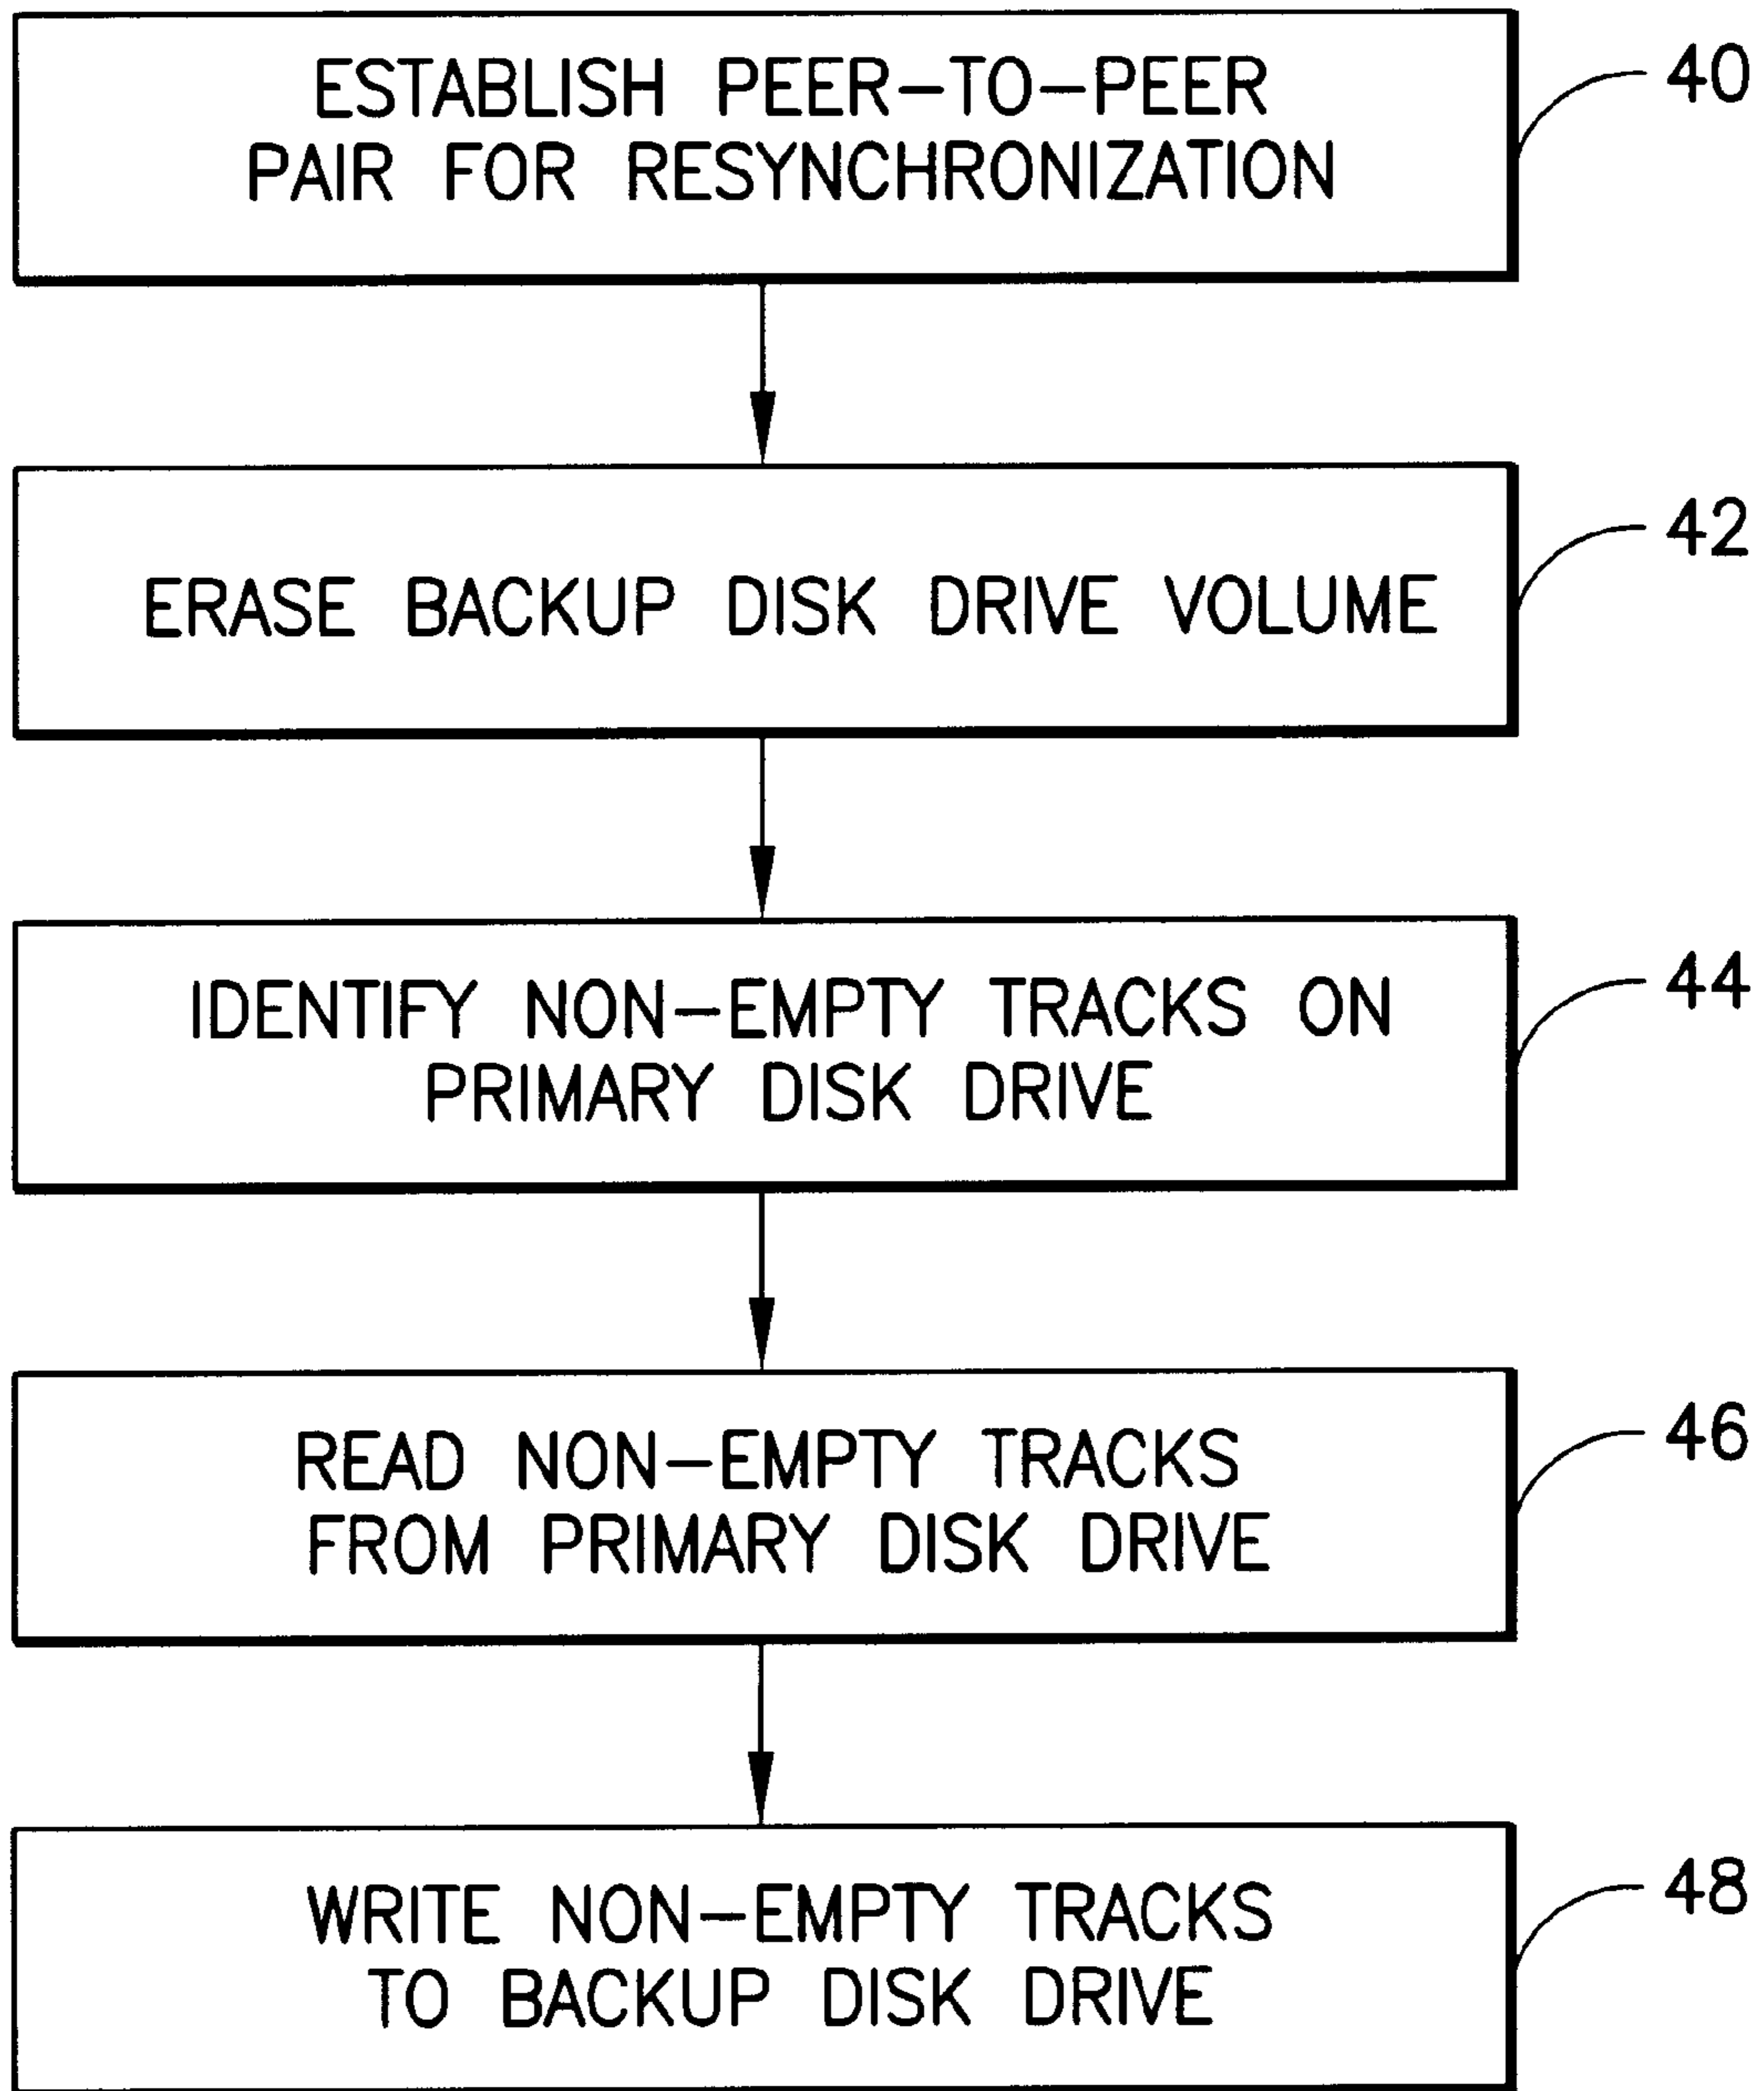 ESTABLISH PEER-TO-PEER
PAIR FOR RESYNCHRONIZATION
40
ERASE BACKUP DISK DRIVE VOLUME
42
IDENTIFY NON-EMPTY TRACKS ON
PRIMARY DISK DRIVE
44
READ NON-EMPTY TRACKS
FROM PRIMARY DISK DRIVE
46
WRITE NON-EMPTY TRACKS
TO BACKUP DISK DRIVE
48